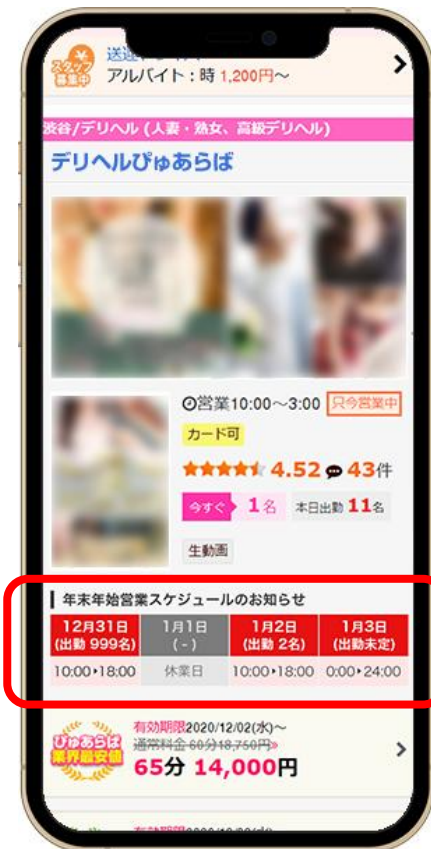 スタッフ
募集中
アルバイト：時 1,200円～
渋谷/デリヘル (人妻・熟女、高級デリヘル)
デリヘルぴゅあらば
営業10:00～3:00 只今営業中
カード可
4.52 43件
今すぐ 1名 本日出勤 11名
生動画
年末年始営業スケジュールのお知らせ
12月31日 1月1日 1月2日 1月3日
(出勤 999名) (-) (出勤 2名) (出勤未定)
10:00▸18:00 休業日 10:00▸18:00 0:00▸24:00
有効期限2020/12/02(水)～
ぴゅあらば
業界最安値
通常料金 60分18,750円»
65分 14,000円